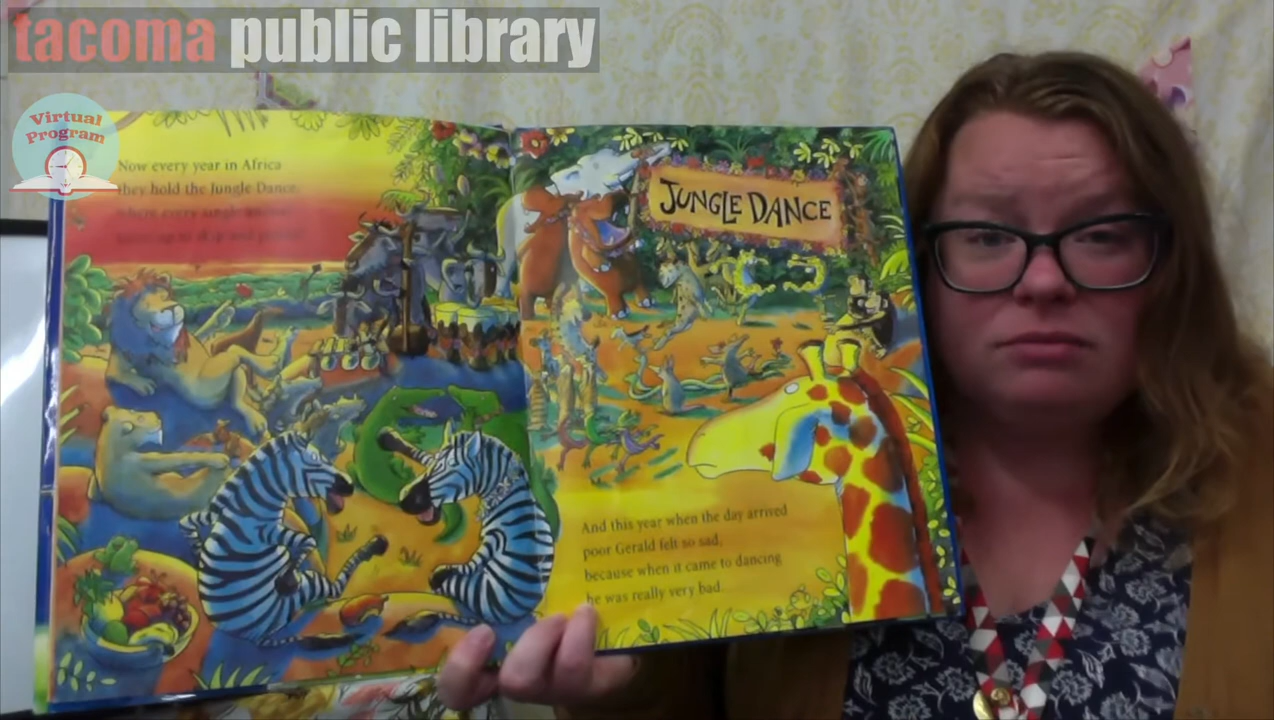 tacoma public library
Virtual
Program
Now every year in Africa
they hold the Jungle Dance,
where every
JUNGLE DANCE
And this year when the day arrived
poor Gerald felt so sad,
because when it came to dancing
he was really very bad.